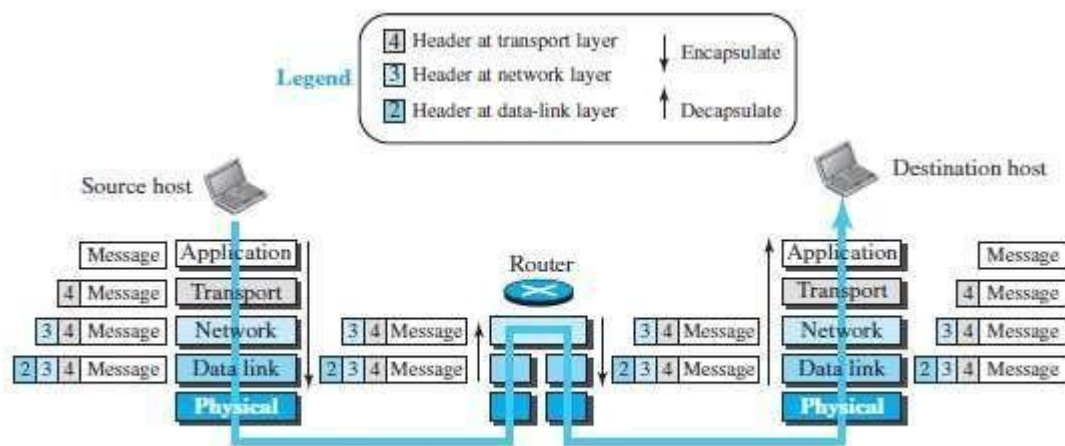 Legend
4 Header at transport layer
3 Header at network layer
2 Header at data-link layer
Encapsulate
Decapsulate
Source host
Destination host
Router
Message Application
4 Message Transport
3 4 Message Network
2 3 4 Message Data link
Physical
3 4 Message
2 3 4 Message
3 4 Message
2 3 4 Message
Application Message
Transport 4 Message
Network 3 4 Message
Data link 2 3 4 Message
Physical